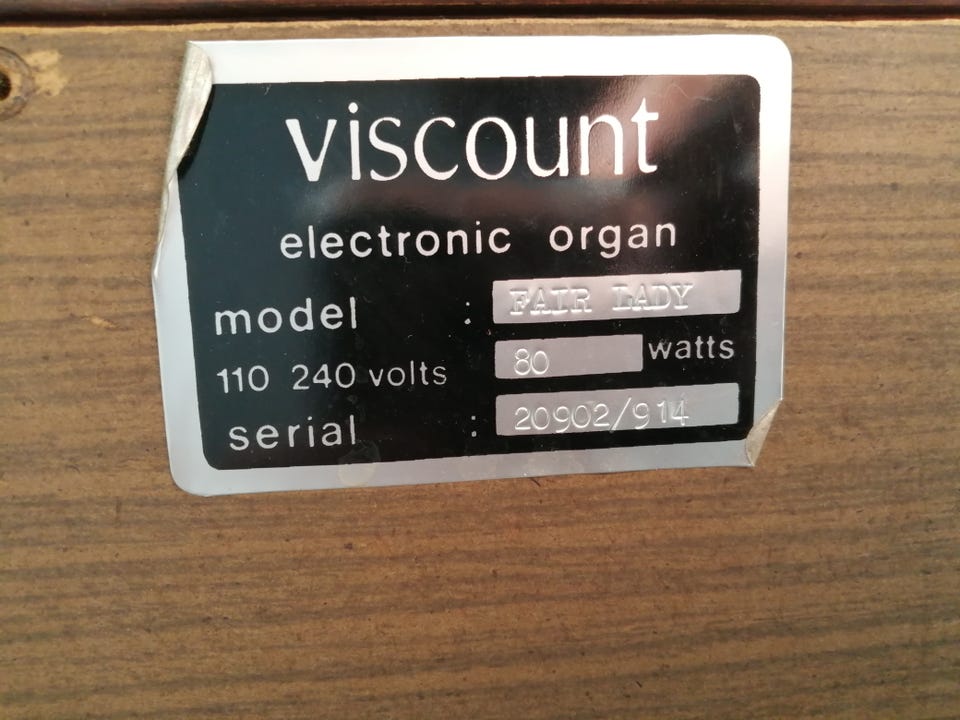 viscount
electronic organ
model : FAIR LADY
110 240 volts 80 watts
serial : 20902/914